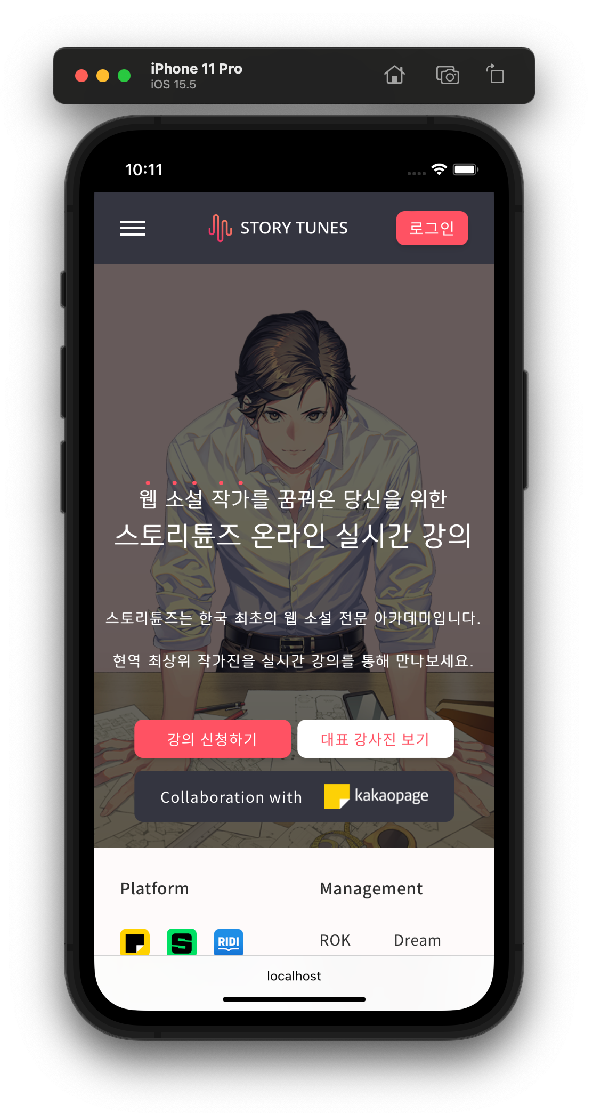 iPhone 11 Pro
iOS 15.5
10:11
STORY TUNES
로그인
웹 소설 작가를 꿈꿔온 당신을 위한
스토리튠즈 온라인 실시간 강의
스토리튠즈는 한국 최초의 웹 소설 전문 아카데미입니다.
현역 최상위 작가진을 실시간 강의를 통해 만나보세요.
강의 신청하기
대표 강사진 보기
Collaboration with kakaopage
Platform
Management
S
RIDI
ROK
Dream
localhost